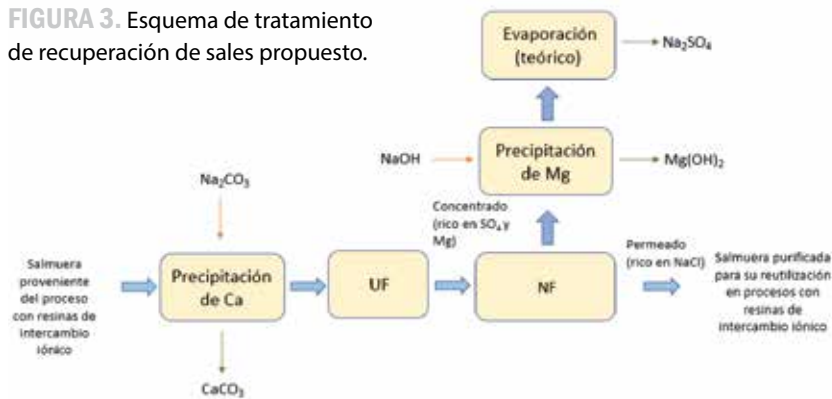 FIGURA 3. Esquema de tratamiento
de recuperación de sales propuesto.
Evaporación
(teórico)
Na₂SO₄
NaOH
Precipitación
de Mg
Mg(OH)₂
Na₂CO₃
Concentrado
(rico en SO₄ y
Mg)
Permeado
(rico en NaCl)
Salmuera
proveniente
del proceso
con resinas de
intercambio
iónico
Precipitación
de Ca
UF
NF
Salmuera purificada
para su reutilización
en procesos con
resinas de
intercambio iónico
CaCO₃